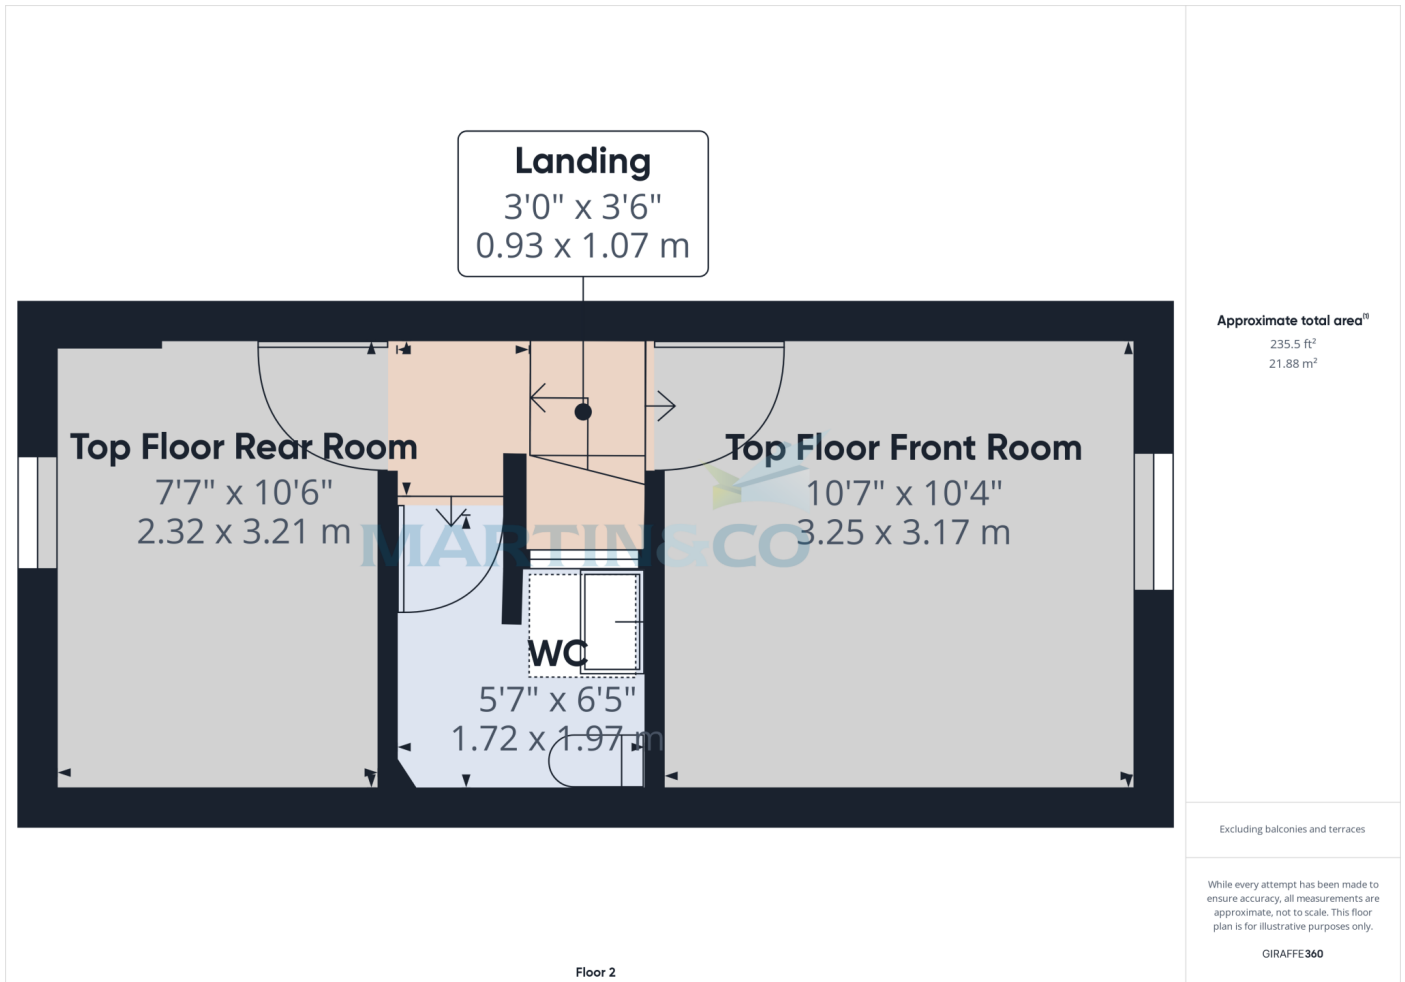 Landing
3'0" x 3'6"
0.93 x 1.07 m
Top Floor Rear Room
7'7" x 10'6"
2.32 x 3.21 m
Top Floor Front Room
10'7" x 10'4"
3.25 x 3.17 m
MARTIN&CO
WC
5'7" x 6'5"
1.72 x 1.97 m
Floor 2
Approximate total area(1)
235.5 ft²
21.88 m²
Excluding balconies and terraces
While every attempt has been made to
ensure accuracy, all measurements are
approximate, not to scale. This floor
plan is for illustrative purposes only.
GIRAFFE360